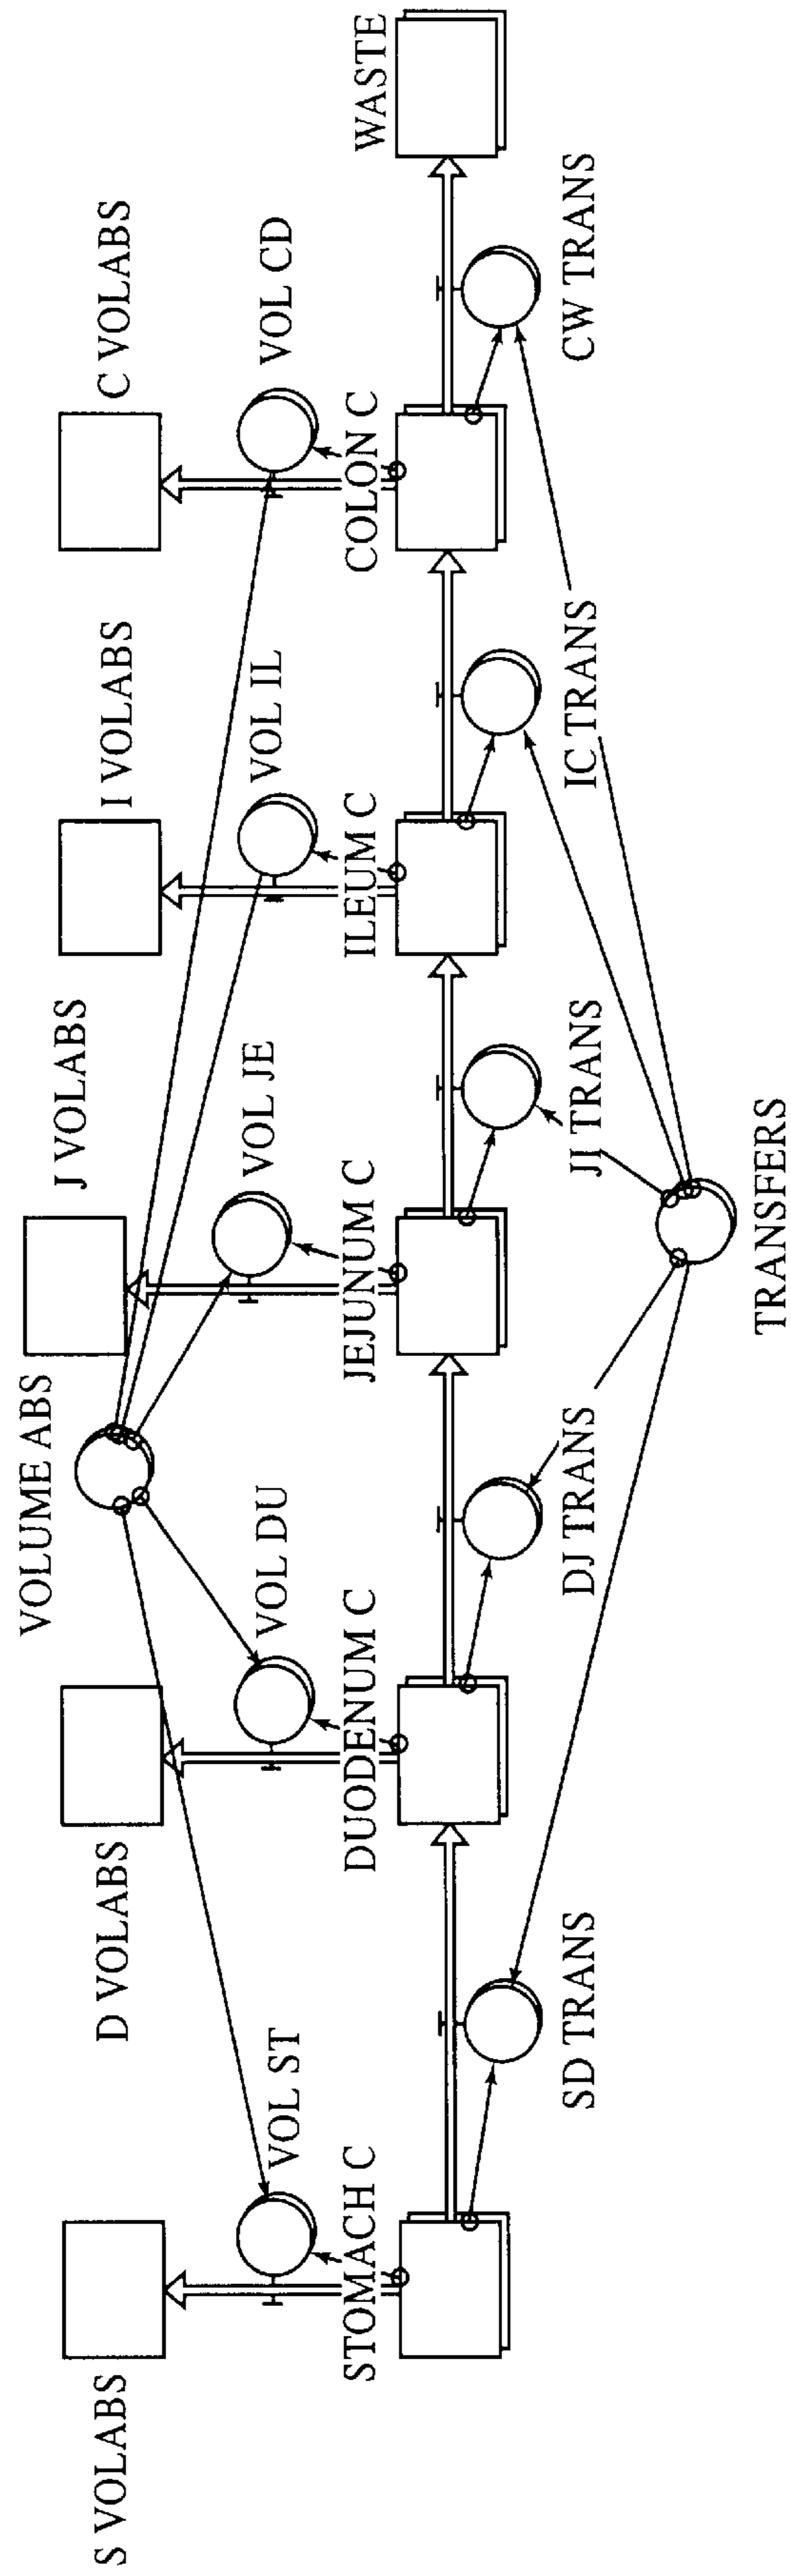 S VOLABS
D VOLABS
VOLUME ABS
J VOLABS
I VOLABS
C VOLABS
VOL ST
VOL DU
VOL JE
VOL IL
VOL CD
STOMACH C
DUODENUM C
JEJUNUM C
ILEUM C
COLON C
WASTE
SD TRANS
DJ TRANS
JI TRANS
IC TRANS
CW TRANS
TRANSFERS